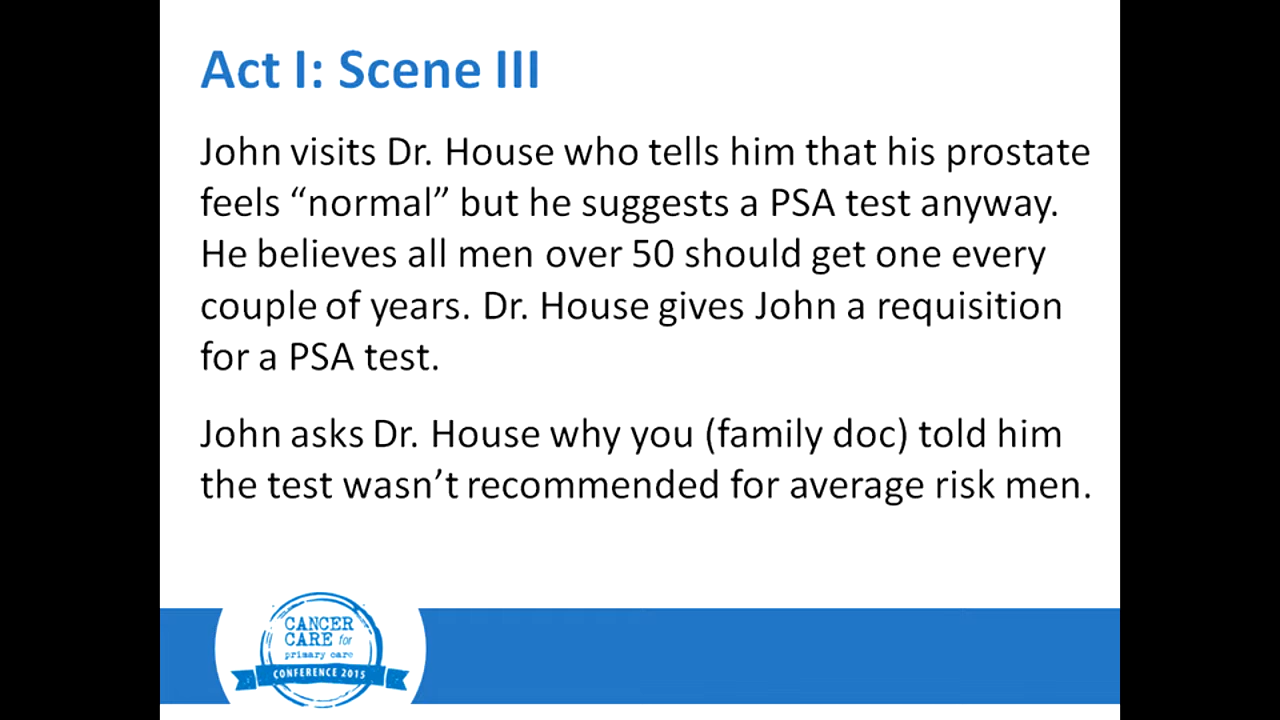 Act I: Scene III
John visits Dr. House who tells him that his prostate
feels “normal” but he suggests a PSA test anyway.
He believes all men over 50 should get one every
couple of years. Dr. House gives John a requisition
for a PSA test.
John asks Dr. House why you (family doc) told him
the test wasn’t recommended for average risk men.
CANCER
CARE for
primary care
CONFERENCE 2015